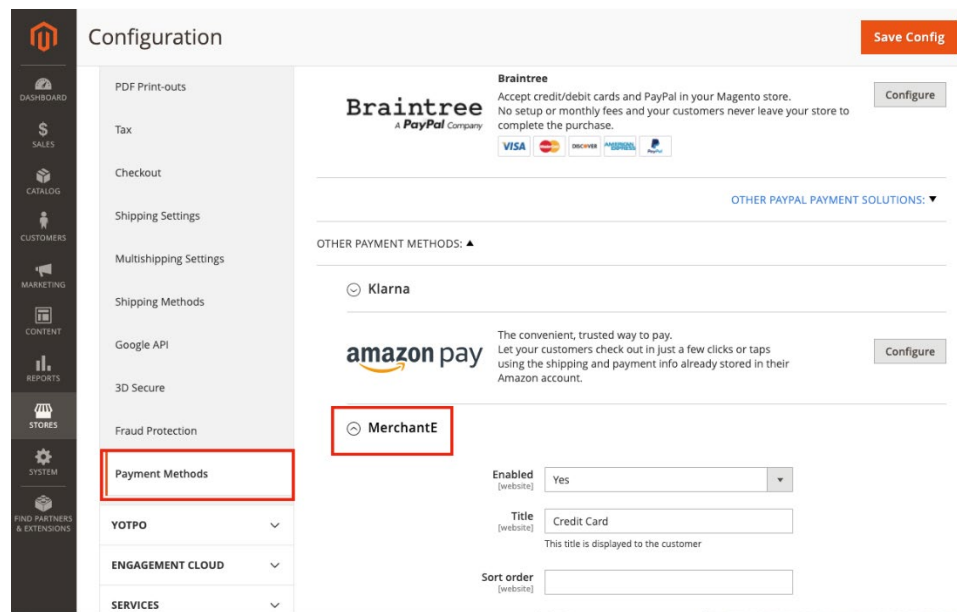 Configuration
Save Config
DASHBOARD
SALES
CATALOG
CUSTOMERS
MARKETING
CONTENT
REPORTS
STORES
SYSTEM
FIND PARTNERS
& EXTENSIONS
PDF Print-outs
Tax
Checkout
Shipping Settings
Multishipping Settings
Shipping Methods
Google API
3D Secure
Fraud Protection
Payment Methods
YOTPO
ENGAGEMENT CLOUD
SERVICES
Braintree
A PayPal Company
Braintree
Accept credit/debit cards and PayPal in your Magento store.
No setup or monthly fees and your customers never leave your store to
complete the purchase.
VISA DISCOVER
Configure
OTHER PAYPAL PAYMENT SOLUTIONS:
OTHER PAYMENT METHODS:
Klarna
amazon pay
The convenient, trusted way to pay.
Let your customers check out in just a few clicks or taps
using the shipping and payment info already stored in their
Amazon account.
Configure
MerchantE
Enabled
[website]
Yes
Title
[website]
Credit Card
This title is displayed to the customer
Sort order
[website]